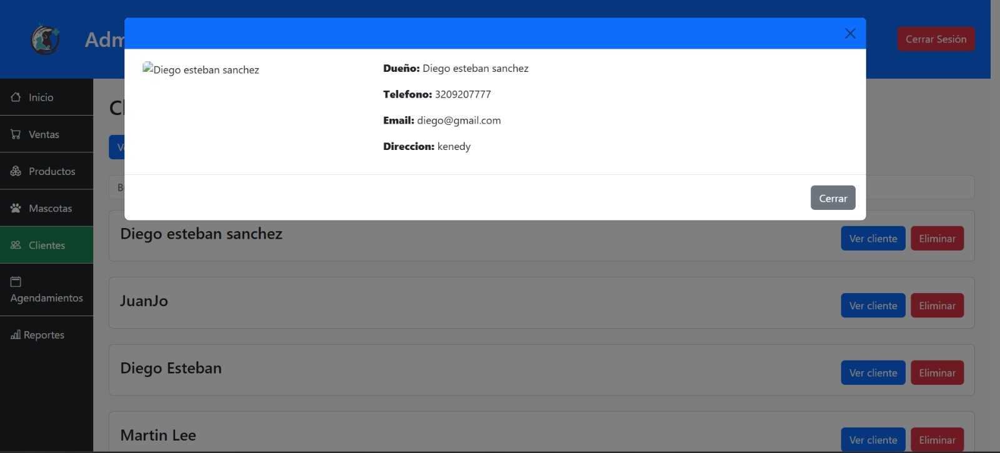 Adm
Cerrar Sesión
Diego esteban sanchez
Dueño: Diego esteban sanchez
Telefono: 3209207777
Email: diego@gmail.com
Direccion: kenedy
Cerrar
Inicio
Ventas
Productos
Mascotas
Clientes
Agendamientos
Reportes
Cl
V
B
Diego esteban sanchez
Ver cliente
Eliminar
JuanJo
Ver cliente
Eliminar
Diego Esteban
Ver cliente
Eliminar
Martin Lee
Ver cliente
Eliminar